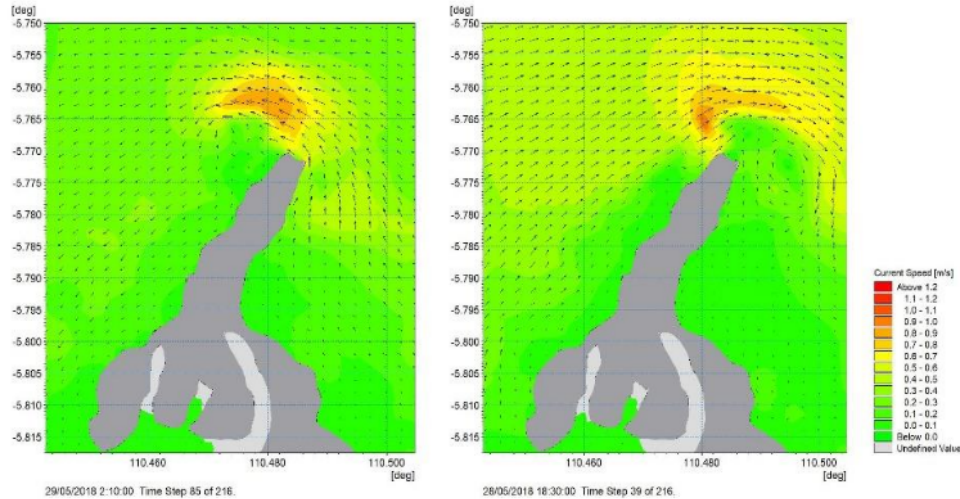 [deg]
-5.750
-5.755
-5.760
-5.765
-5.770
-5.775
-5.780
-5.785
-5.790
-5.795
-5.800
-5.805
-5.810
-5.815
110.460
110.480
110.500
[deg]
29/05/2018 2:10:00 Time Step 85 of 216.
[deg]
-5.750
-5.755
-5.760
-5.765
-5.770
-5.775
-5.780
-5.785
-5.790
-5.795
-5.800
-5.805
-5.810
-5.815
110.460
110.480
110.500
[deg]
28/05/2018 18:30:00 Time Step 39 of 216.
Current Speed [m/s]
Above 1.2
1.1 - 1.2
1.0 - 1.1
0.9 - 1.0
0.8 - 0.9
0.7 - 0.8
0.6 - 0.7
0.5 - 0.6
0.4 - 0.5
0.3 - 0.4
0.2 - 0.3
0.1 - 0.2
0.0 - 0.1
Below 0.0
Undefined Value